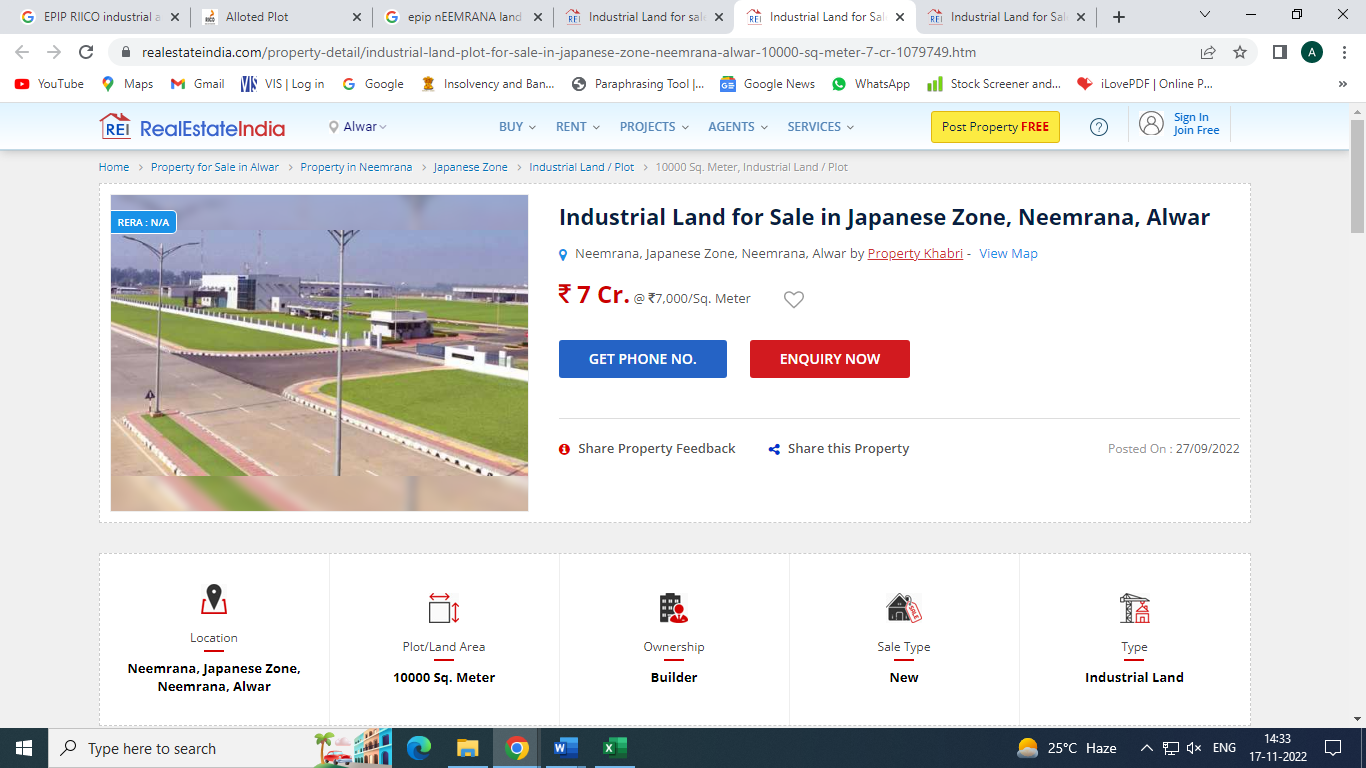 EPIP RIICO industrial a
Alloted Plot
epip nEEMRANA land
Industrial Land for sale
Industrial Land for Sal
Industrial Land for Sal
realestateindia.com/property-detail/industrial-land-plot-for-sale-in-japanese-zone-neemrana-alwar-10000-sq-meter-7-cr-1079749.htm
A
YouTube
Maps
Gmail
VIS | Log in
Google
Insolvency and Ban...
Paraphrasing Tool |...
Google News
WhatsApp
Stock Screener and...
iLovePDF | Online P...
»
REI RealEstateIndia
Alwar
BUY
RENT
PROJECTS
AGENTS
SERVICES
Post Property FREE
?
Sign In
Join Free
Home > Property for Sale in Alwar > Property in Neemrana > Japanese Zone > Industrial Land / Plot > 10000 Sq. Meter, Industrial Land / Plot
RERA : N/A
Industrial Land for Sale in Japanese Zone, Neemrana, Alwar
Neemrana, Japanese Zone, Neemrana, Alwar by Property Khabri - View Map
₹ 7 Cr. @ ₹7,000/Sq. Meter
GET PHONE NO.
ENQUIRY NOW
Share Property Feedback
Share this Property
Posted On : 27/09/2022
Location
Neemrana, Japanese Zone,
Neemrana, Alwar
Plot/Land Area
10000 Sq. Meter
Ownership
Builder
SALE
Sale Type
New
Type
Industrial Land
Type here to search
25°C Haze
ENG
14:33
17-11-2022